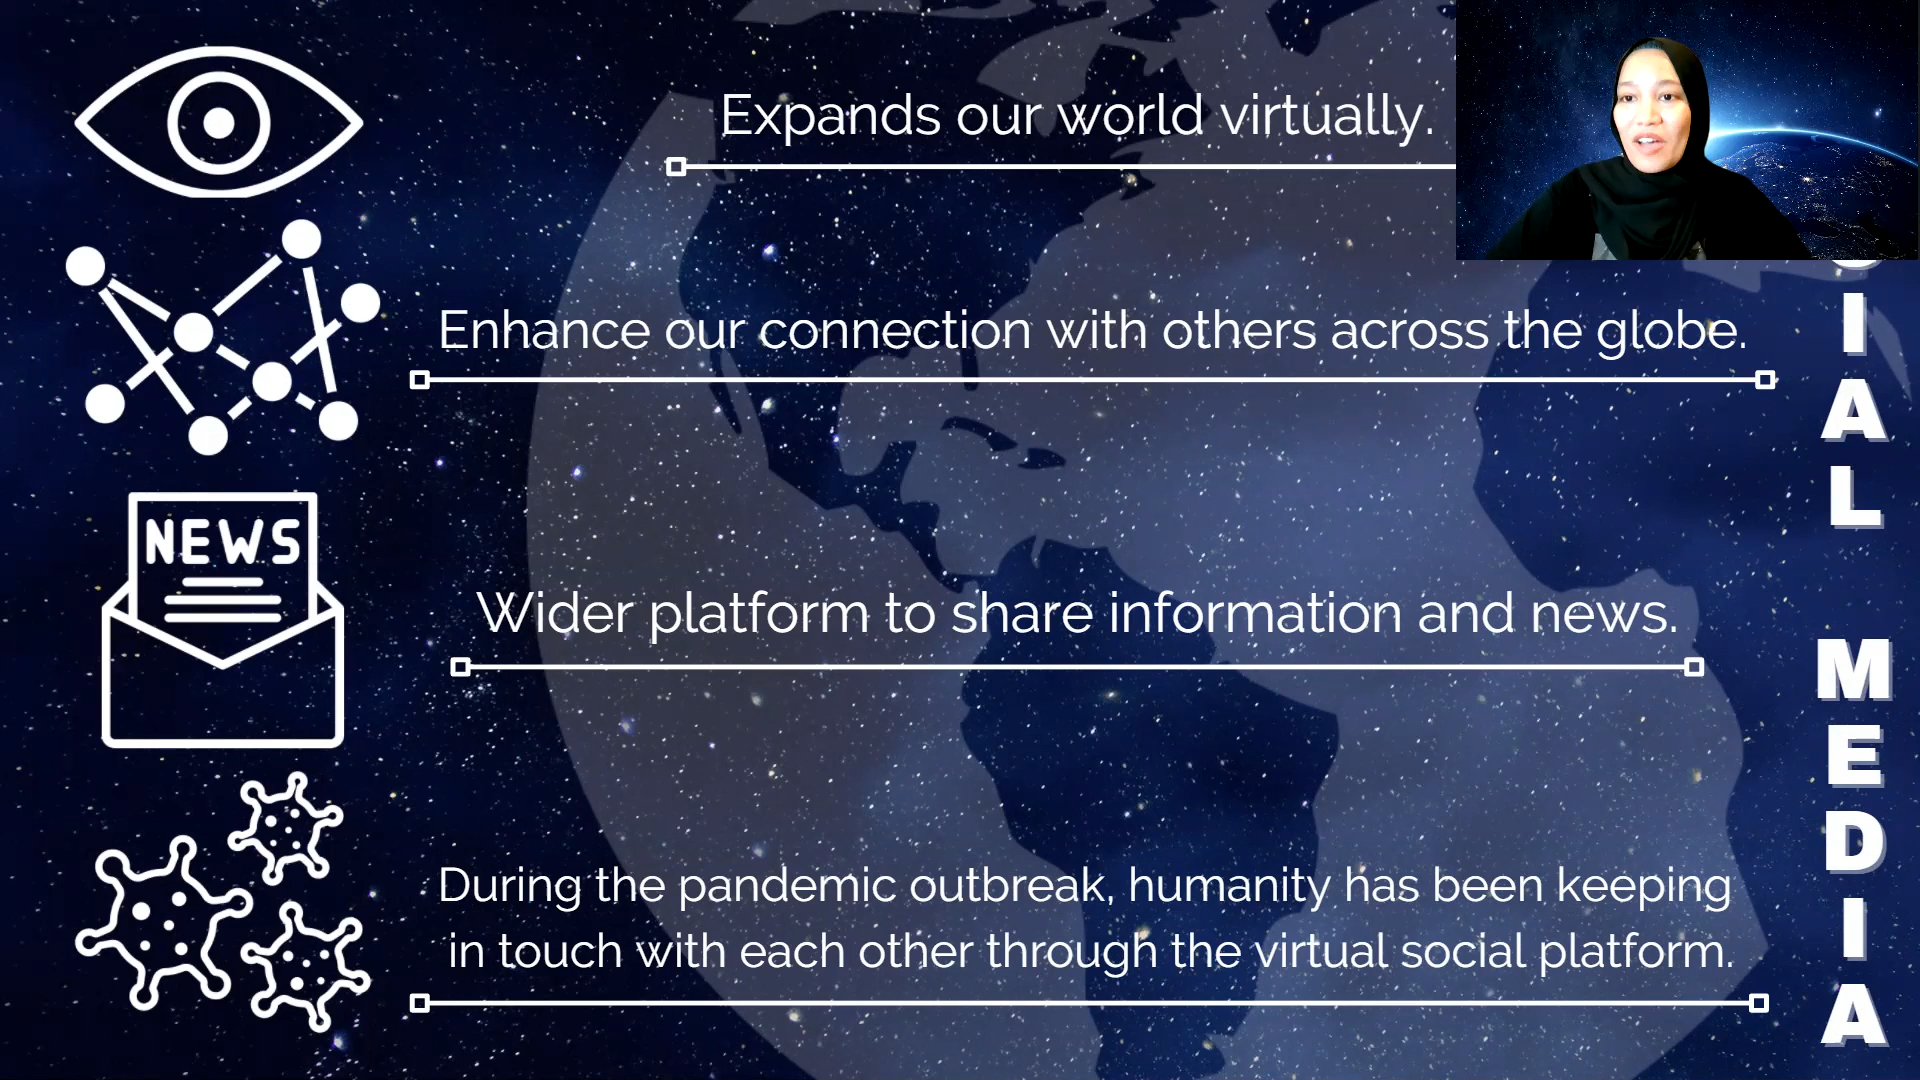 Expands our world virtually.
Enhance our connection with others across the globe.
NEWS
Wider platform to share information and news.
During the pandemic outbreak, humanity has been keeping
in touch with each other through the virtual social platform.
IAL
MEDIA